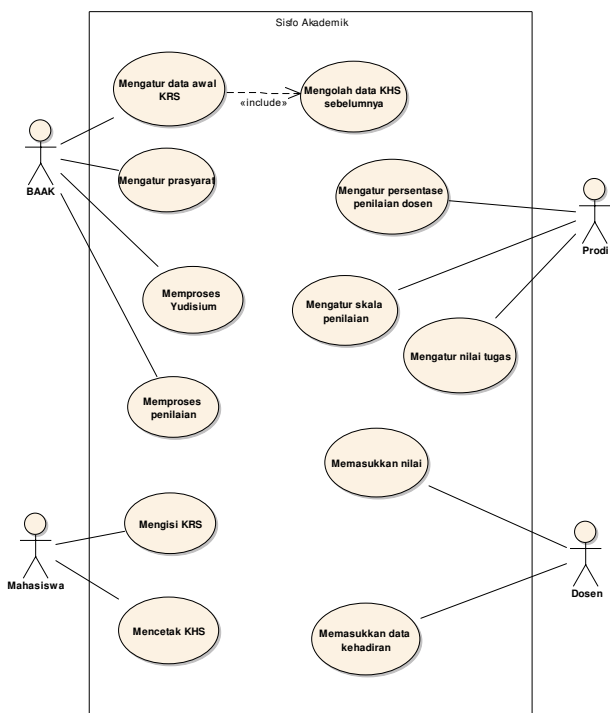 Sisfo Akademik
Mengatur data awal
KRS
«include»
Mengolah data KHS
sebelumnya
BAAK
Mengatur prasyarat
Mengatur persentase
penilaian dosen
Prodi
Memproses
Yudisium
Mengatur skala
penilaian
Mengatur nilai tugas
Memproses
penilaian
Memasukkan nilai
Mengisi KRS
Mahasiswa
Dosen
Mencetak KHS
Memasukkan data
kehadiran